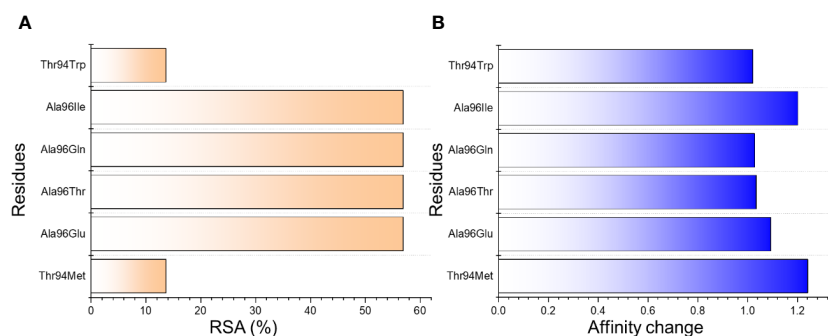 A
Residues
Thr94Trp
Ala96Ile
Ala96Gln
Ala96Thr
Ala96Glu
Thr94Met
0 10 20 30 40 50 60
RSA (%)
B
Residues
Thr94Trp
Ala96Ile
Ala96Gln
Ala96Thr
Ala96Glu
Thr94Met
0.0 0.2 0.4 0.6 0.8 1.0 1.2
Affinity change